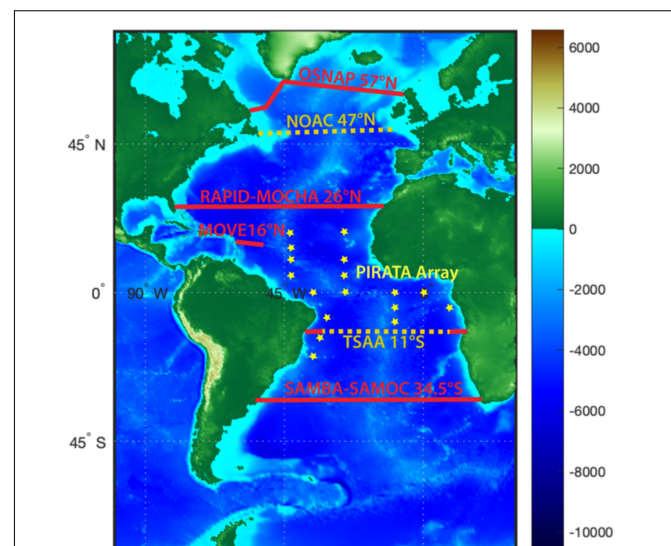 OSNAP 57°N
NOAC 47°N
45° N
RAPID-MOCHA 26°N
MOVE16°N
PIRATA Array
0°
90° W
45° W
0°
TSAA 11°S
SAMBA-SAMOC 34.5°S
45° S
6000
4000
2000
0
-2000
-4000
-6000
-8000
-10000